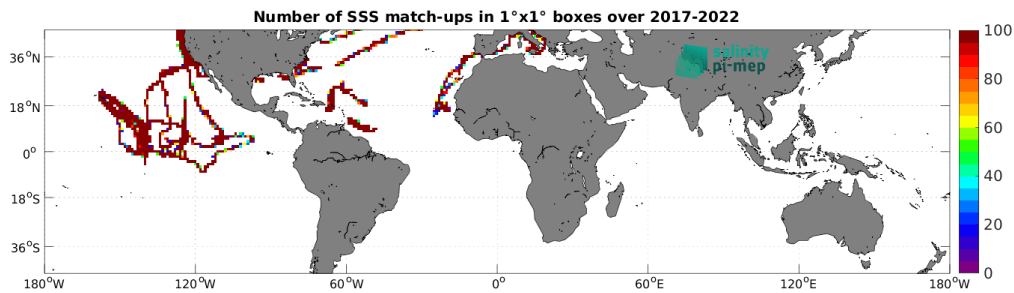 Number of SSS match-ups in 1°x1° boxes over 2017-2022
36°N
18°N
0°
18°S
36°S
180°W
120°W
60°W
0°
60°E
120°E
180°W
salinity
pi-mep
100
80
60
40
20
0